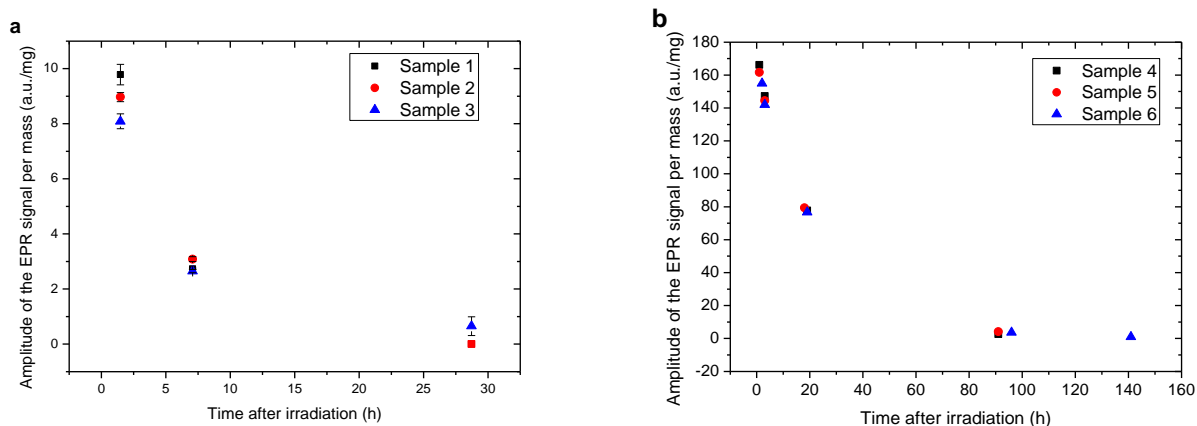 a
Amplitude of the EPR signal per mass (a.u./mg)
10
8
6
4
2
0
0 5 10 15 20 25 30
Time after irradiation (h)
Sample 1
Sample 2
Sample 3
b
Amplitude of the EPR signal per mass (a.u./mg)
180
160
140
120
100
80
60
40
20
0
-20
0 20 40 60 80 100 120 140 160
Time after irradiation (h)
Sample 4
Sample 5
Sample 6